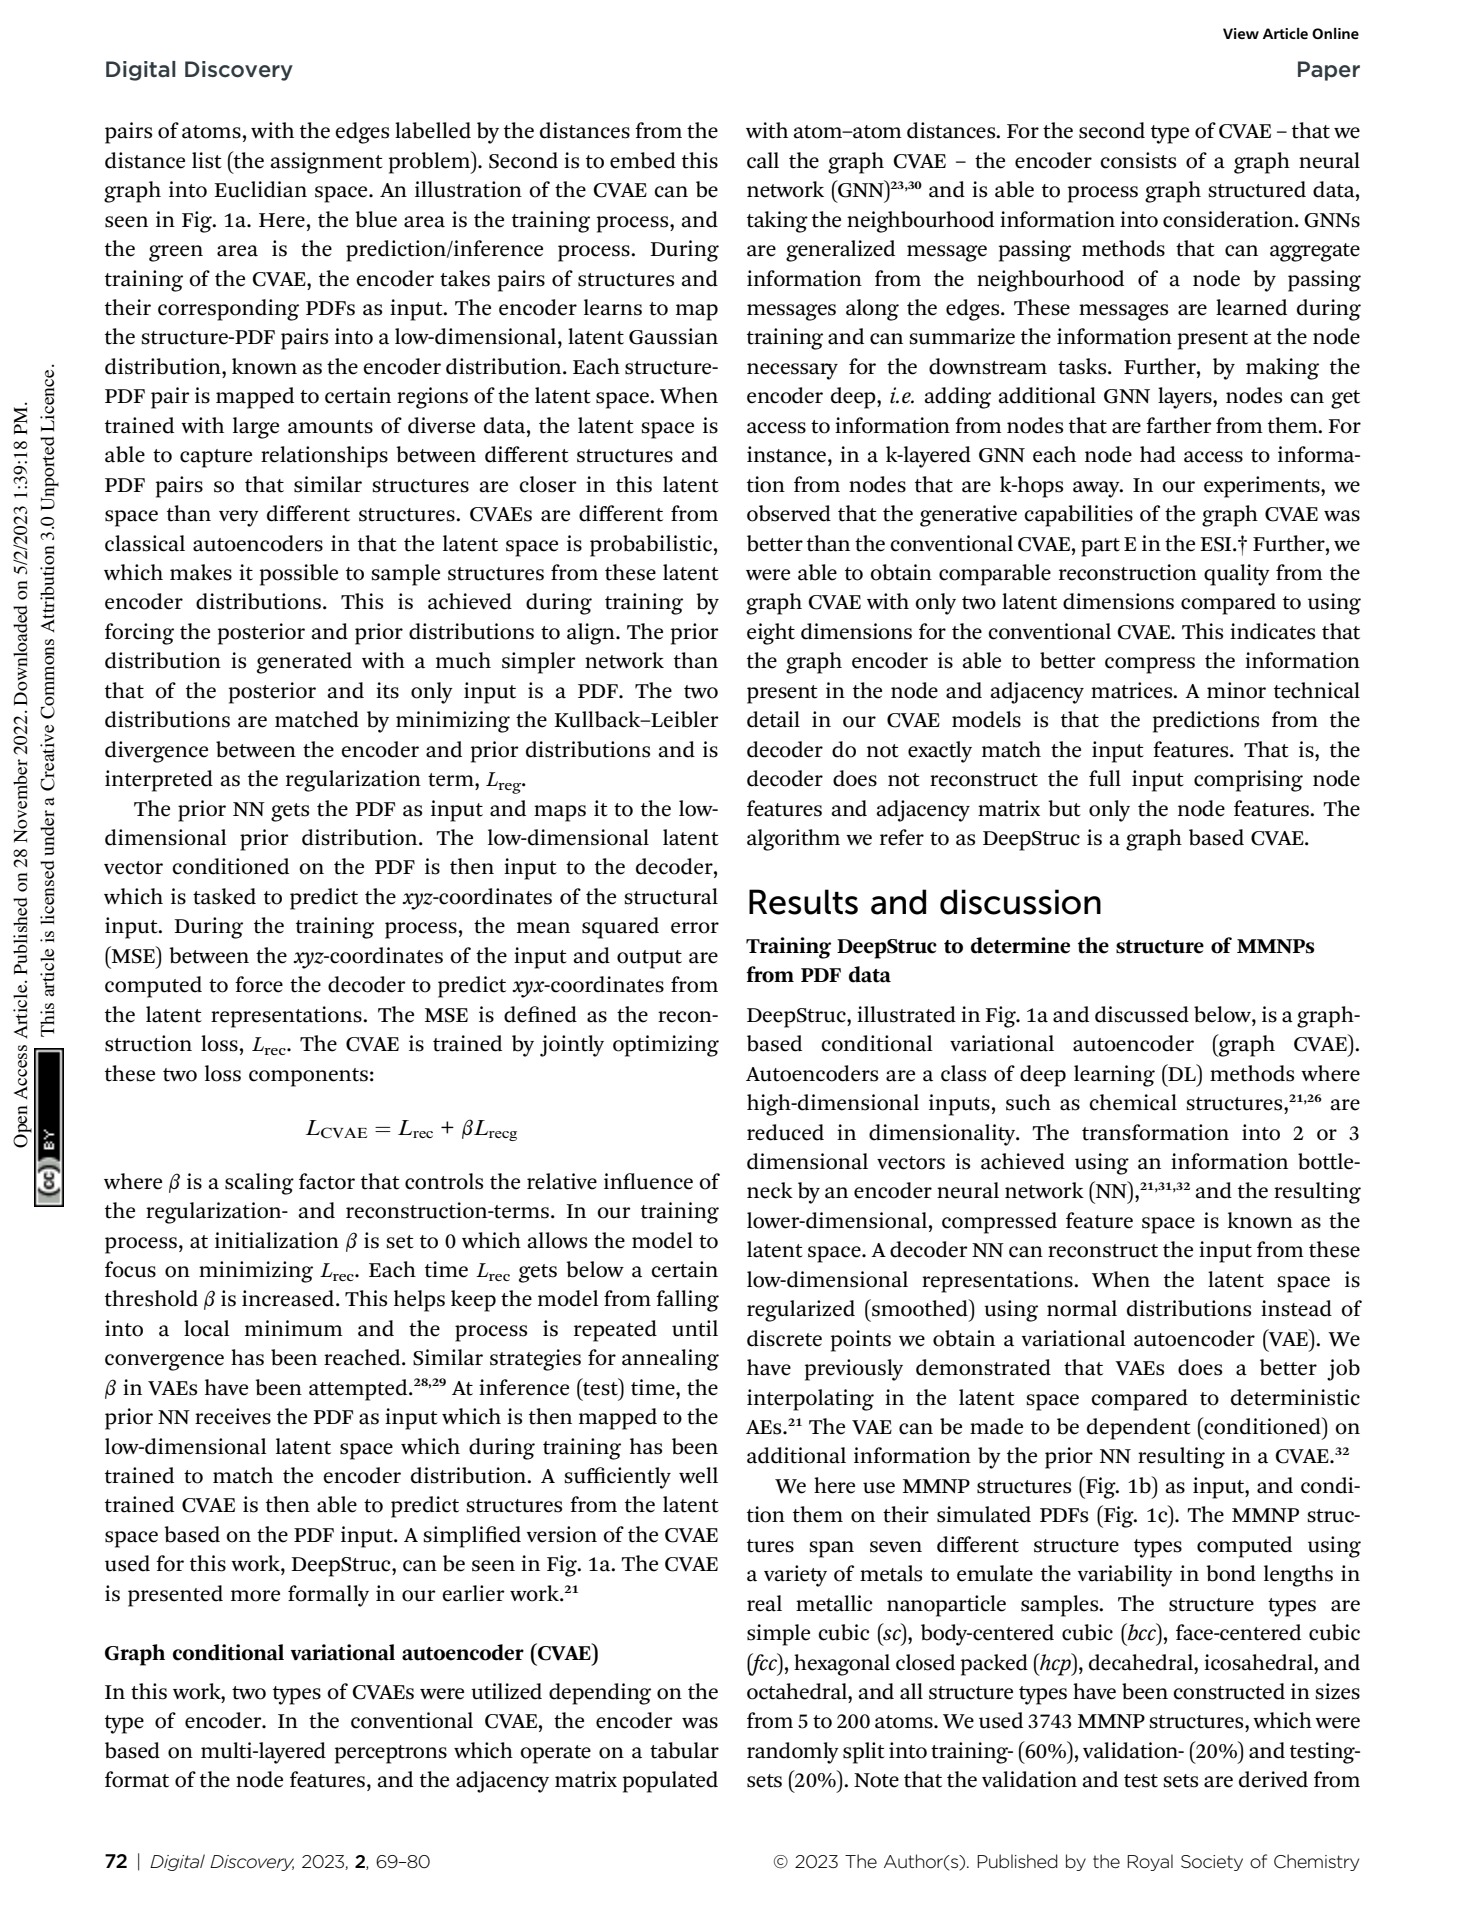 View Article Online
Digital Discovery
Paper
pairs of atoms, with the edges labelled by the distances from the
distance list (the assignment problem). Second is to embed this
graph into Euclidian space. An illustration of the CVAE can be
seen in Fig. 1a. Here, the blue area is the training process, and
the green area is the prediction/inference process. During
training of the CVAE, the encoder takes pairs of structures and
their corresponding PDFs as input. The encoder learns to map
the structure-PDF pairs into a low-dimensional, latent Gaussian
distribution, known as the encoder distribution. Each structure-
PDF pair is mapped to certain regions of the latent space. When
trained with large amounts of diverse data, the latent space is
able to capture relationships between different structures and
PDF pairs so that similar structures are closer in this latent
space than very different structures. CVAEs are different from
classical autoencoders in that the latent space is probabilistic,
which makes it possible to sample structures from these latent
encoder distributions. This is achieved during training by
forcing the posterior and prior distributions to align. The prior
distribution is generated with a much simpler network than
that of the posterior and its only input is a PDF. The two
distributions are matched by minimizing the Kullback–Leibler
divergence between the encoder and prior distributions and is
interpreted as the regularization term, Lreg.
The prior NN gets the PDF as input and maps it to the low-
dimensional prior distribution. The low-dimensional latent
vector conditioned on the PDF is then input to the decoder,
which is tasked to predict the xyz-coordinates of the structural
input. During the training process, the mean squared error
(MSE) between the xyz-coordinates of the input and output are
computed to force the decoder to predict xyx-coordinates from
the latent representations. The MSE is defined as the recon-
struction loss, Lrec. The CVAE is trained by jointly optimizing
these two loss components:
LCVAE = Lrec + βLrecg
where β is a scaling factor that controls the relative influence of
the regularization- and reconstruction-terms. In our training
process, at initialization β is set to 0 which allows the model to
focus on minimizing Lrec. Each time Lrec gets below a certain
threshold β is increased. This helps keep the model from falling
into a local minimum and the process is repeated until
convergence has been reached. Similar strategies for annealing
β in VAEs have been attempted.28,29 At inference (test) time, the
prior NN receives the PDF as input which is then mapped to the
low-dimensional latent space which during training has been
trained to match the encoder distribution. A sufficiently well
trained CVAE is then able to predict structures from the latent
space based on the PDF input. A simplified version of the CVAE
used for this work, DeepStruc, can be seen in Fig. 1a. The CVAE
is presented more formally in our earlier work.21
Graph conditional variational autoencoder (CVAE)
In this work, two types of CVAEs were utilized depending on the
type of encoder. In the conventional CVAE, the encoder was
based on multi-layered perceptrons which operate on a tabular
format of the node features, and the adjacency matrix populated
with atom–atom distances. For the second type of CVAE – that we
call the graph CVAE – the encoder consists of a graph neural
network (GNN)23,30 and is able to process graph structured data,
taking the neighbourhood information into consideration. GNNs
are generalized message passing methods that can aggregate
information from the neighbourhood of a node by passing
messages along the edges. These messages are learned during
training and can summarize the information present at the node
necessary for the downstream tasks. Further, by making the
encoder deep, i.e. adding additional GNN layers, nodes can get
access to information from nodes that are farther from them. For
instance, in a k-layered GNN each node had access to informa-
tion from nodes that are k-hops away. In our experiments, we
observed that the generative capabilities of the graph CVAE was
better than the conventional CVAE, part E in the ESI.† Further, we
were able to obtain comparable reconstruction quality from the
graph CVAE with only two latent dimensions compared to using
eight dimensions for the conventional CVAE. This indicates that
the graph encoder is able to better compress the information
present in the node and adjacency matrices. A minor technical
detail in our CVAE models is that the predictions from the
decoder do not exactly match the input features. That is, the
decoder does not reconstruct the full input comprising node
features and adjacency matrix but only the node features. The
algorithm we refer to as DeepStruc is a graph based CVAE.
Results and discussion
Training DeepStruc to determine the structure of MMNPs
from PDF data
DeepStruc, illustrated in Fig. 1a and discussed below, is a graph-
based conditional variational autoencoder (graph CVAE).
Autoencoders are a class of deep learning (DL) methods where
high-dimensional inputs, such as chemical structures,21,26 are
reduced in dimensionality. The transformation into 2 or 3
dimensional vectors is achieved using an information bottle-
neck by an encoder neural network (NN),21,31,32 and the resulting
lower-dimensional, compressed feature space is known as the
latent space. A decoder NN can reconstruct the input from these
low-dimensional representations. When the latent space is
regularized (smoothed) using normal distributions instead of
discrete points we obtain a variational autoencoder (VAE). We
have previously demonstrated that VAEs does a better job
interpolating in the latent space compared to deterministic
AEs.21 The VAE can be made to be dependent (conditioned) on
additional information by the prior NN resulting in a CVAE.32
We here use MMNP structures (Fig. 1b) as input, and condi-
tion them on their simulated PDFs (Fig. 1c). The MMNP struc-
tures span seven different structure types computed using
a variety of metals to emulate the variability in bond lengths in
real metallic nanoparticle samples. The structure types are
simple cubic (sc), body-centered cubic (bcc), face-centered cubic
(fcc), hexagonal closed packed (hcp), decahedral, icosahedral, and
octahedral, and all structure types have been constructed in sizes
from 5 to 200 atoms. We used 3743 MMNP structures, which were
randomly split into training- (60%), validation- (20%) and testing-
sets (20%). Note that the validation and test sets are derived from
72 | Digital Discovery, 2023, 2, 69–80
© 2023 The Author(s). Published by the Royal Society of Chemistry
Open Access Article. Published on 28 November 2022. Downloaded on 5/2/2023 1:39:18 PM.
This article is licensed under a Creative Commons Attribution 3.0 Unported Licence.
(cc) BY